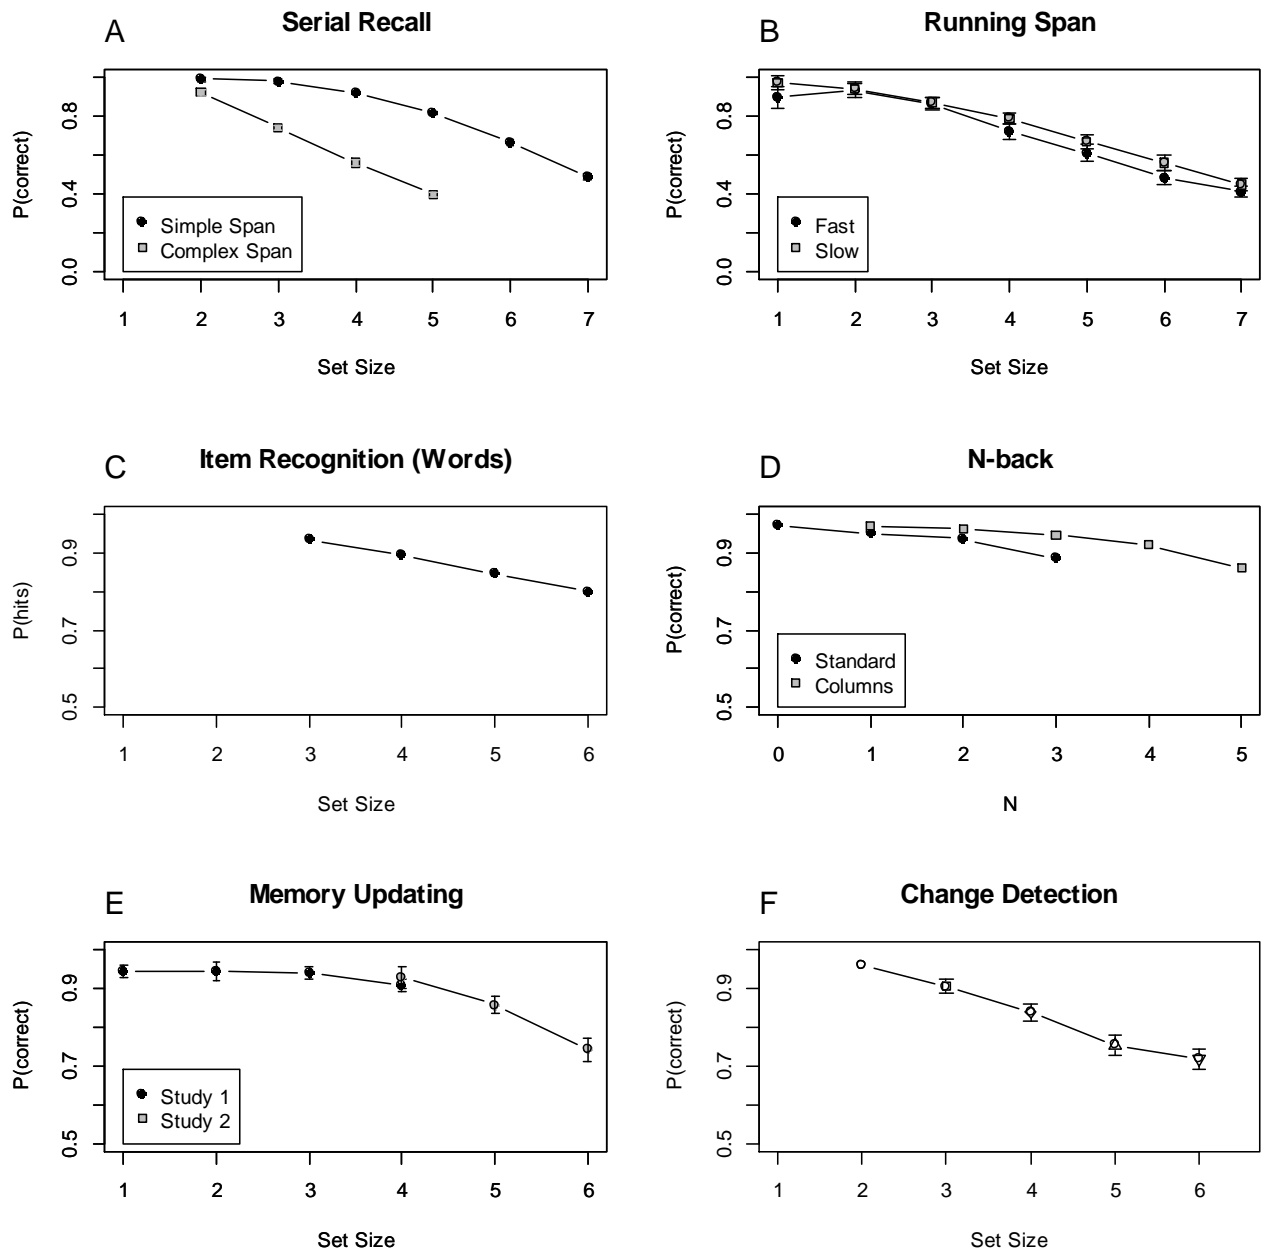 A
Serial Recall
P(correct)
0.8
0.4
0.0
Simple Span
Complex Span
1 2 3 4 5 6 7
Set Size
B
Running Span
P(correct)
0.8
0.4
0.0
Fast
Slow
1 2 3 4 5 6 7
Set Size
C
Item Recognition (Words)
P(hits)
0.9
0.7
0.5
1 2 3 4 5 6
Set Size
D
N-back
P(correct)
0.9
0.7
0.5
Standard
Columns
0 1 2 3 4 5
N
E
Memory Updating
P(correct)
0.9
0.7
0.5
Study 1
Study 2
1 2 3 4 5 6
Set Size
F
Change Detection
P(correct)
0.9
0.7
0.5
1 2 3 4 5 6
Set Size